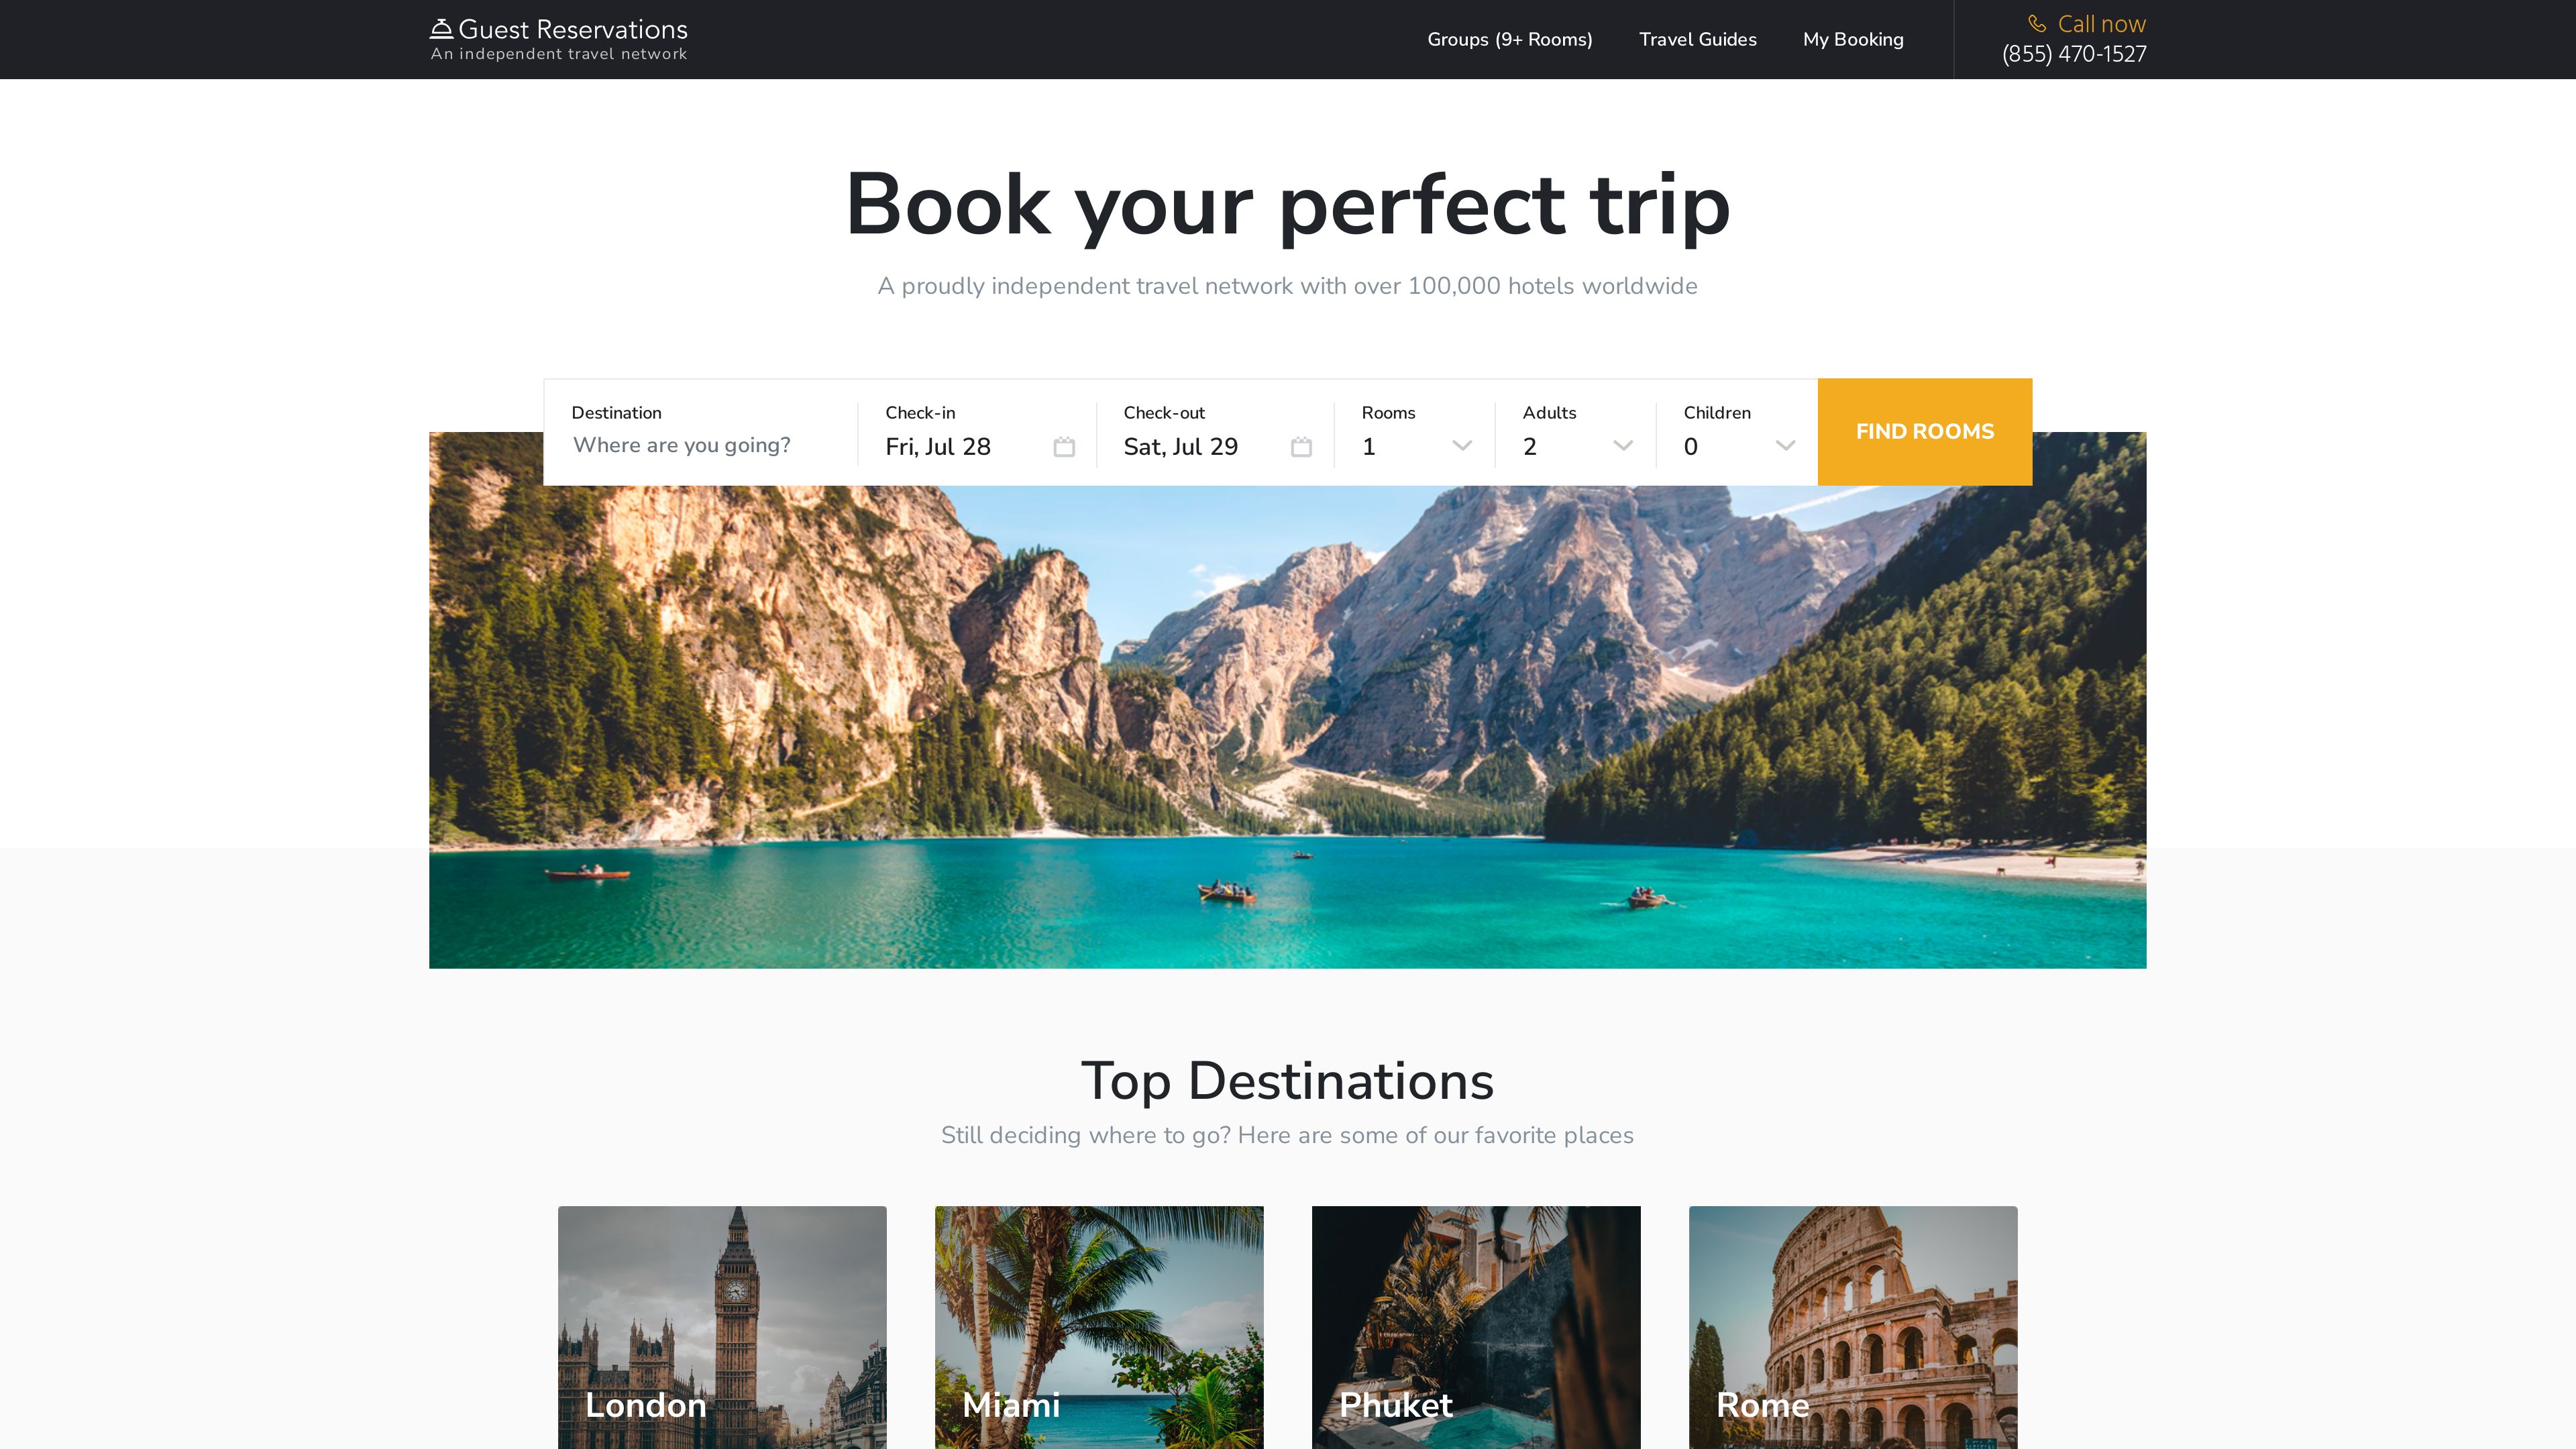 Guest Reservations
An independent travel network
Groups (9+ Rooms)
Travel Guides
My Booking
Call now
(855) 470-1527
Book your perfect trip
A proudly independent travel network with over 100,000 hotels worldwide
Destination
Where are you going?
Check-in
Fri, Jul 28
Check-out
Sat, Jul 29
Rooms
1
Adults
2
Children
0
FIND ROOMS
Top Destinations
Still deciding where to go? Here are some of our favorite places
London
Miami
Phuket
Rome